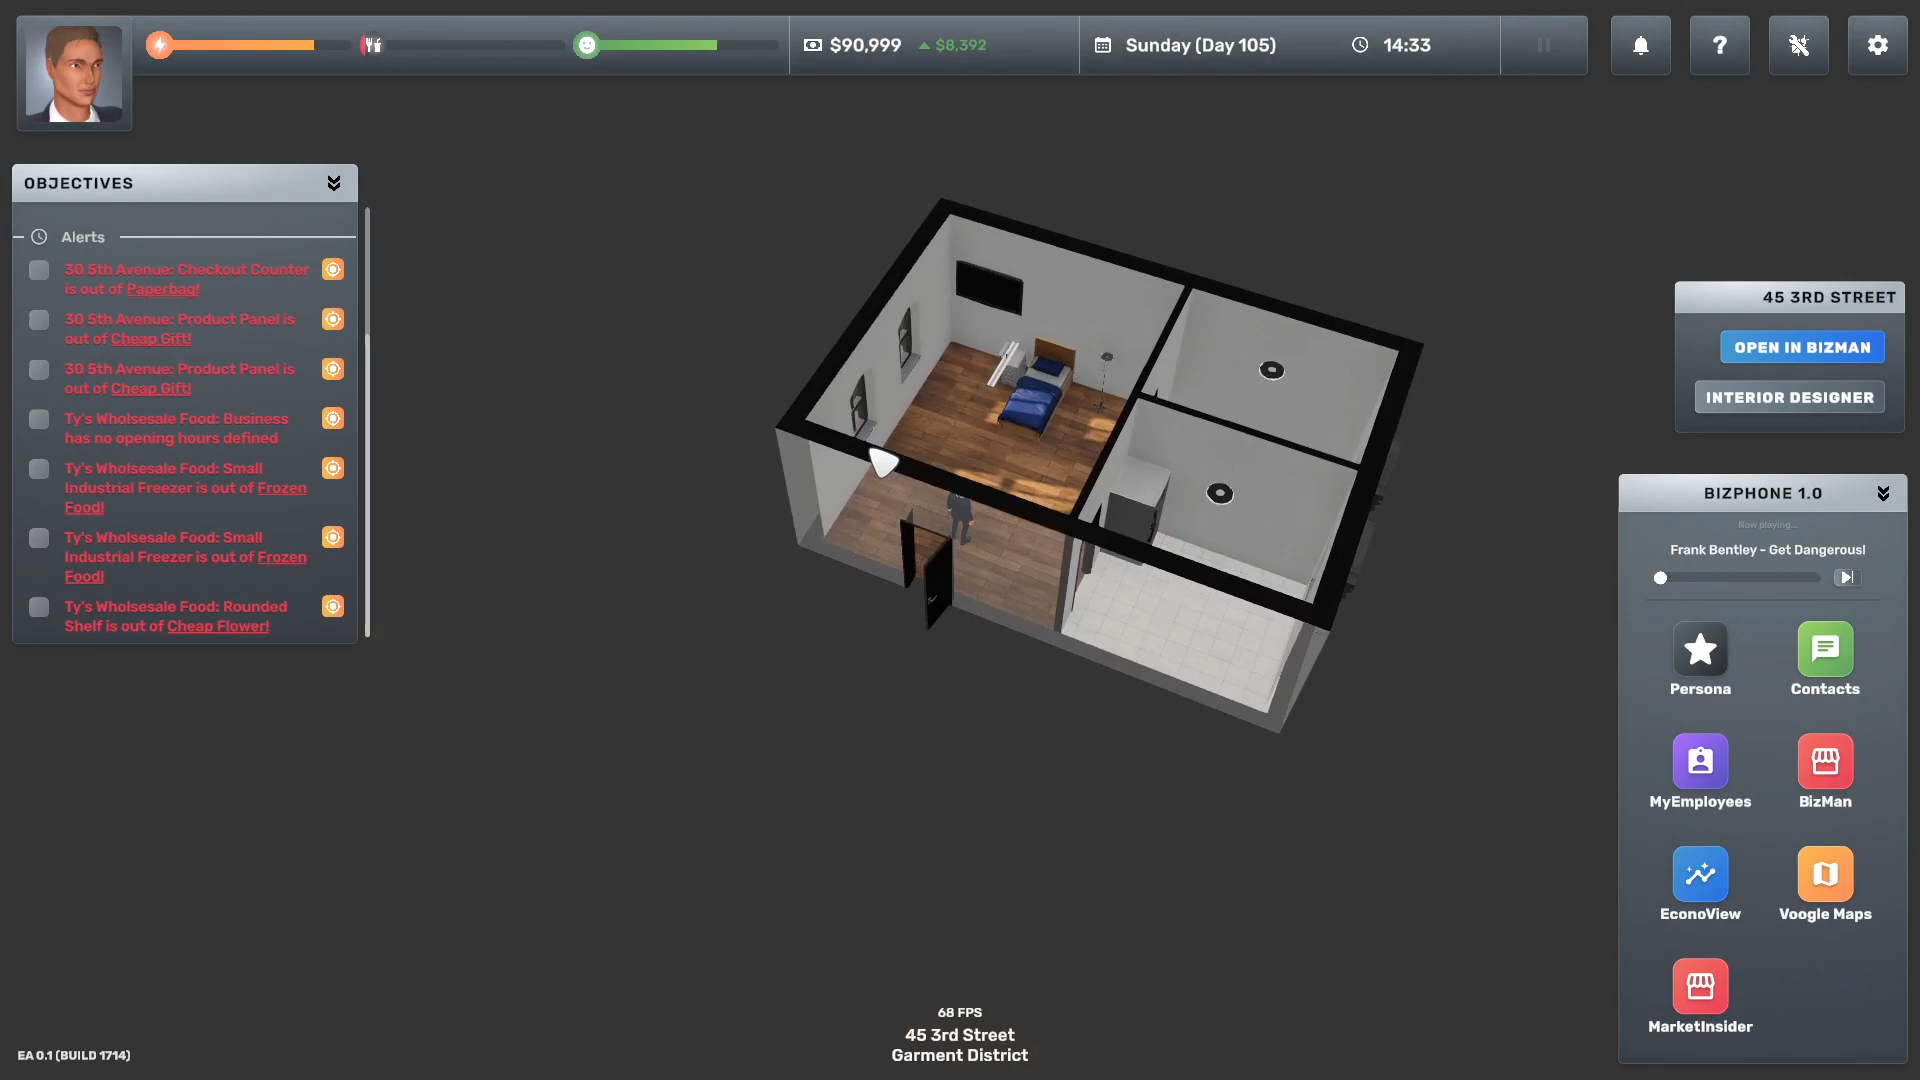 $90,999
$8,392
Sunday (Day 105)
14:33
?
OBJECTIVES
Alerts
30 5th Avenue: Checkout Counter
is out of Paperbag!
30 5th Avenue: Product Panel is
out of Cheap Gift!
30 5th Avenue: Product Panel is
out of Cheap Gift!
Ty's Wholsesale Food: Business
has no opening hours defined
Ty's Wholsesale Food: Small
Industrial Freezer is out of Frozen
Food!
Ty's Wholsesale Food: Small
Industrial Freezer is out of Frozen
Food!
Ty's Wholsesale Food: Rounded
Shelf is out of Cheap Flower!
45 3RD STREET
OPEN IN BIZMAN
INTERIOR DESIGNER
BIZPHONE 1.0
Now playing...
Frank Bentley - Get Dangerous!
Persona
Contacts
MyEmployees
BizMan
EconoView
Voogle Maps
MarketInsider
68 FPS
45 3rd Street
Garment District
EA 0.1 (BUILD 1714)